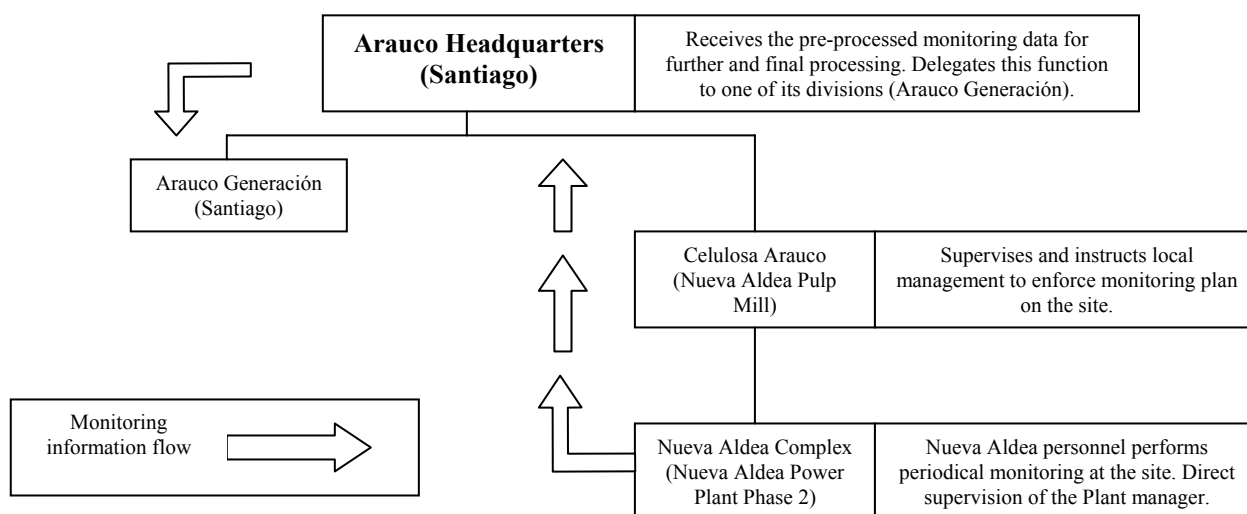 Arauco Headquarters
(Santiago)
Receives the pre-processed monitoring data for
further and final processing. Delegates this function
to one of its divisions (Arauco Generación).
Arauco Generación
(Santiago)
Celulosa Arauco
(Nueva Aldea Pulp
Mill)
Supervises and instructs local
management to enforce monitoring plan
on the site.
Monitoring
information flow
Nueva Aldea Complex
(Nueva Aldea Power
Plant Phase 2)
Nueva Aldea personnel performs
periodical monitoring at the site. Direct
supervision of the Plant manager.